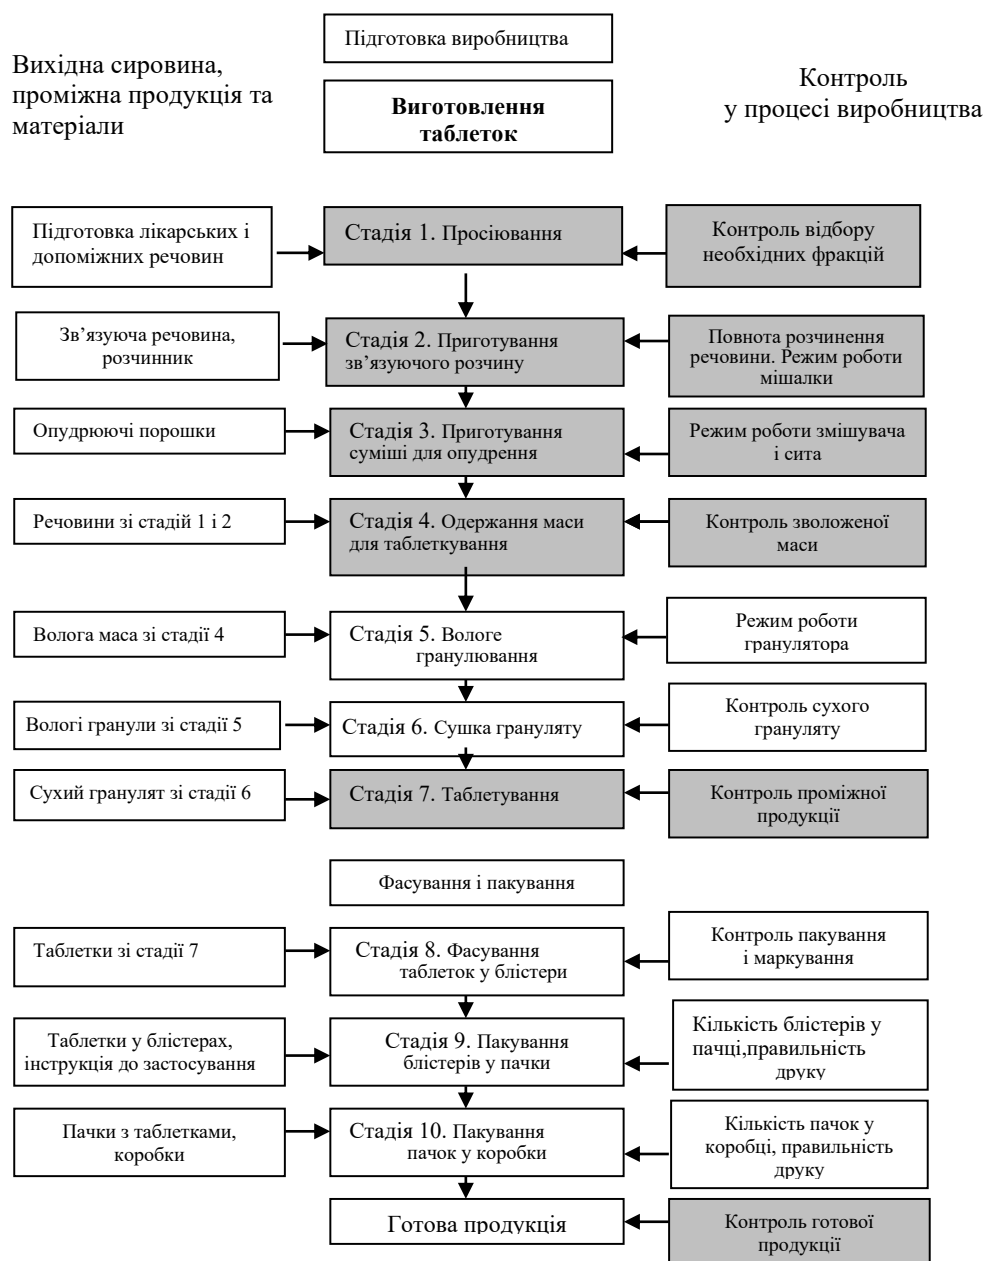 Підготовка виробництва
Вихідна сировина,
проміжна продукція та
матеріали
Виготовлення
таблеток
Контроль
у процесі виробництва
Підготовка лікарських і
допоміжних речовин
Стадія 1. Просіювання
Контроль відбору
необхідних фракцій
Зв’язуюча речовина,
розчинник
Стадія 2. Приготування
зв’язуючого розчину
Повнота розчинення
речовини. Режим роботи
мішалки
Опудрюючі порошки
Стадія 3. Приготування
суміші для опудрення
Режим роботи змішувача
і сита
Речовини зі стадій 1 і 2
Стадія 4. Одержання маси
для таблеткування
Контроль зволоженої
маси
Волога маса зі стадії 4
Стадія 5. Вологе
гранулювання
Режим роботи
гранулятора
Вологі гранули зі стадії 5
Стадія 6. Сушка грануляту
Контроль сухого
грануляту
Сухий гранулят зі стадії 6
Стадія 7. Таблетування
Контроль проміжної
продукції
Фасування і пакування
Таблетки зі стадії 7
Стадія 8. Фасування
таблеток у блістери
Контроль пакування
і маркування
Таблетки у блістерах,
інструкція до застосування
Стадія 9. Пакування
блістерів у пачки
Кількість блістерів у
пачці,правильність
друку
Пачки з таблетками,
коробки
Стадія 10. Пакування
пачок у коробки
Кількість пачок у
коробці, правильність
друку
Готова продукція
Контроль готової
продукції